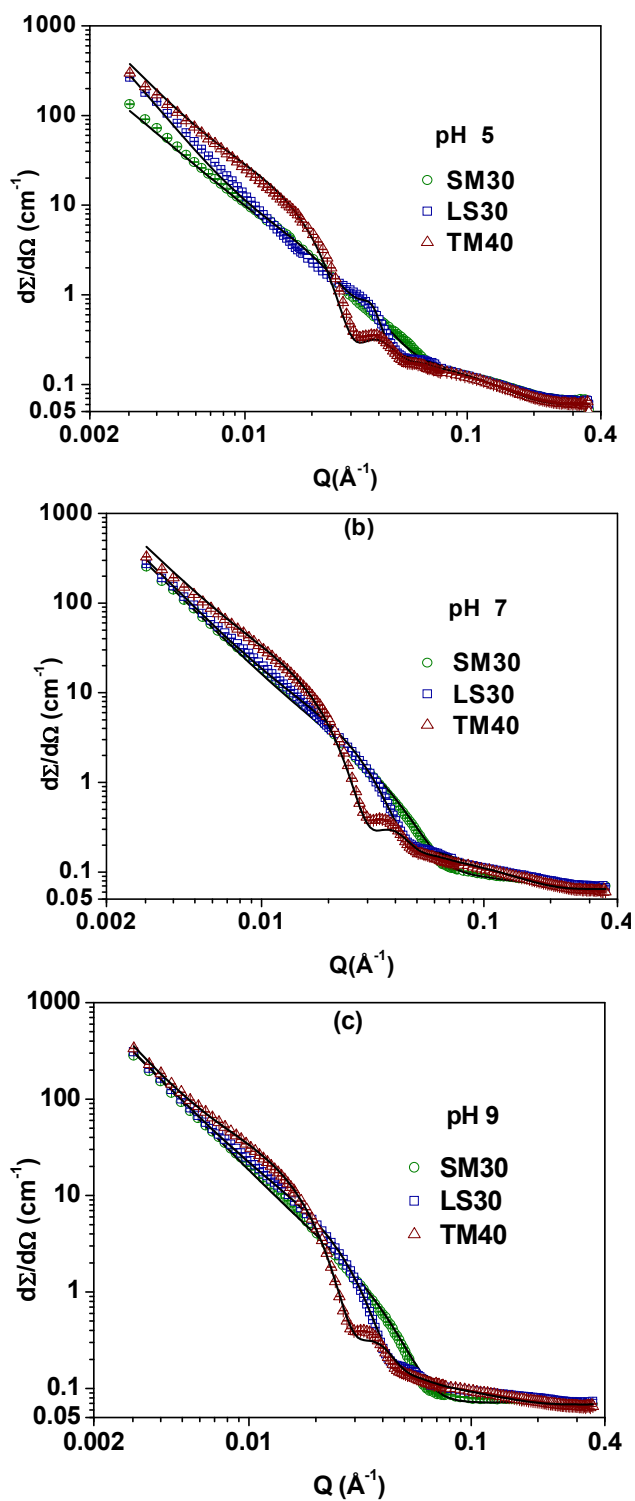 1000
100
10
1
0.1
0.05
dΣ/dΩ (cm⁻¹)
pH 5
SM30
LS30
TM40
0.002
0.01
0.1
0.4
Q(Å⁻¹)
(b)
1000
100
10
1
0.1
0.05
dΣ/dΩ (cm⁻¹)
pH 7
SM30
LS30
TM40
0.002
0.01
0.1
0.4
Q(Å⁻¹)
(c)
1000
100
10
1
0.1
0.05
dΣ/dΩ (cm⁻¹)
pH 9
SM30
LS30
TM40
0.002
0.01
0.1
0.4
Q (Å⁻¹)